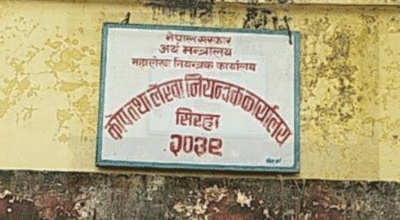 नेपाल सरकार
अर्थ मन्त्रालय
महालेखा नियन्त्रक कार्यालय
कोष तथा लेखा नियन्त्रक कार्यालय
सिरहा
२०३९